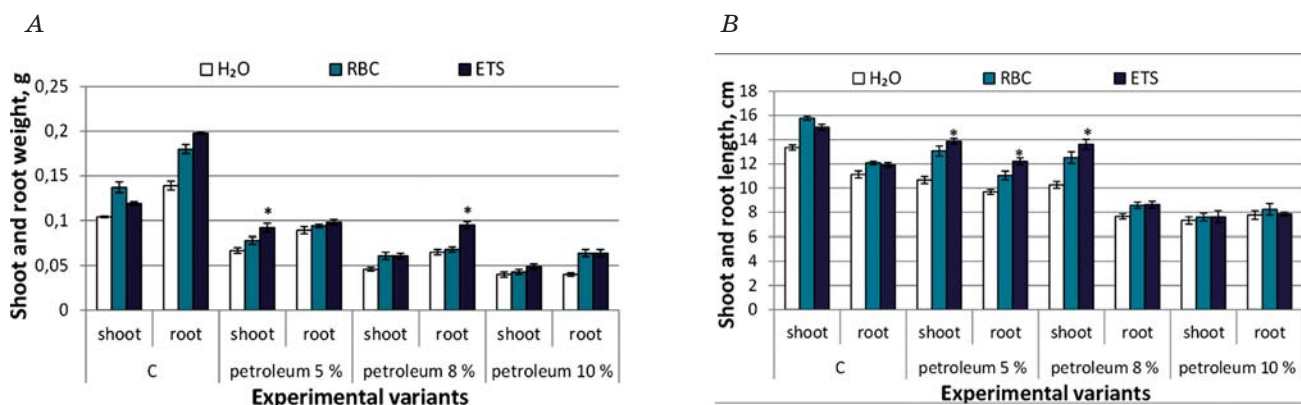 A
H₂O RBC ETS
Shoot and root weight, g
0,25
0,2
0,15
0,1
0,05
0
* *
shoot root shoot root shoot root shoot root
C petroleum 5 % petroleum 8 % petroleum 10 %
Experimental variants
B
H₂O RBC ETS
Shoot and root length, cm
18
16
14
12
10
8
6
4
2
0
* * *
shoot root shoot root shoot root shoot root
C petroleum 5 % petroleum 8 % petroleum 10 %
Experimental variants